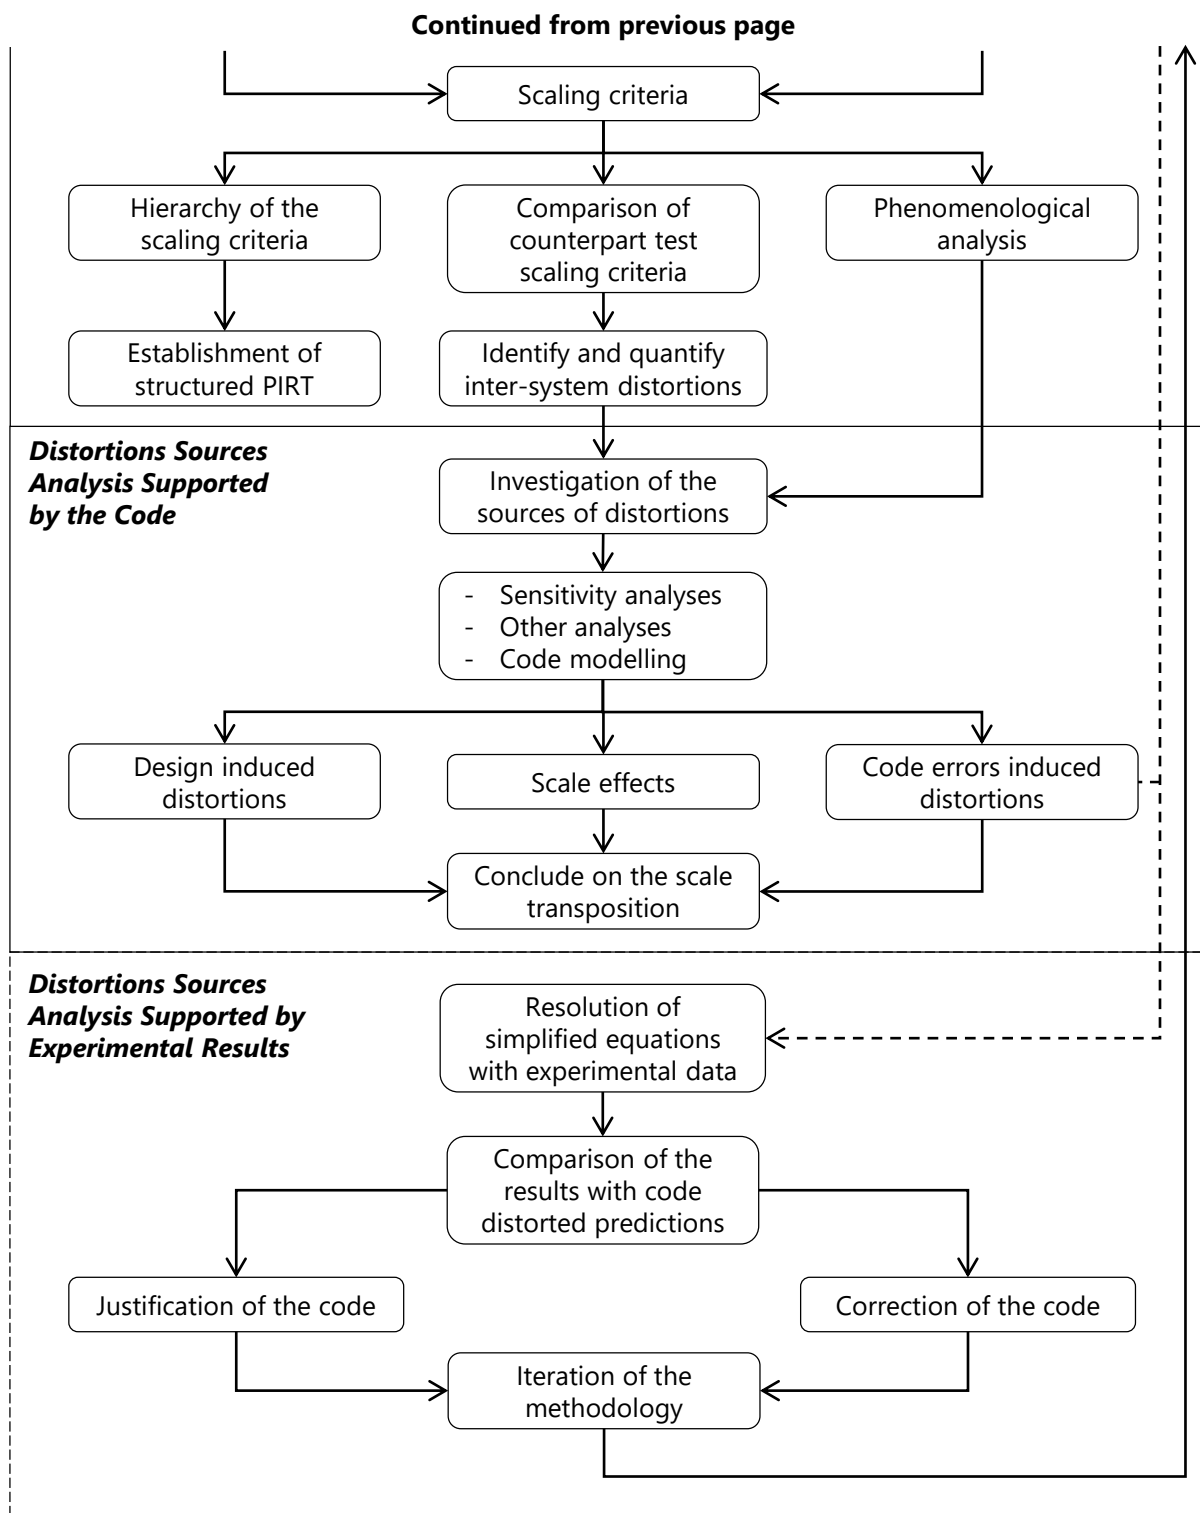 Continued from previous page
Scaling criteria
Hierarchy of the
scaling criteria
Comparison of
counterpart test
scaling criteria
Phenomenological
analysis
Establishment of
structured PIRT
Identify and quantify
inter-system distortions
Distortions Sources
Analysis Supported
by the Code
Investigation of the
sources of distortions
- Sensitivity analyses
- Other analyses
- Code modelling
Design induced
distortions
Scale effects
Code errors induced
distortions
Conclude on the scale
transposition
Distortions Sources
Analysis Supported by
Experimental Results
Resolution of
simplified equations
with experimental data
Comparison of the
results with code
distorted predictions
Justification of the code
Correction of the code
Iteration of the
methodology